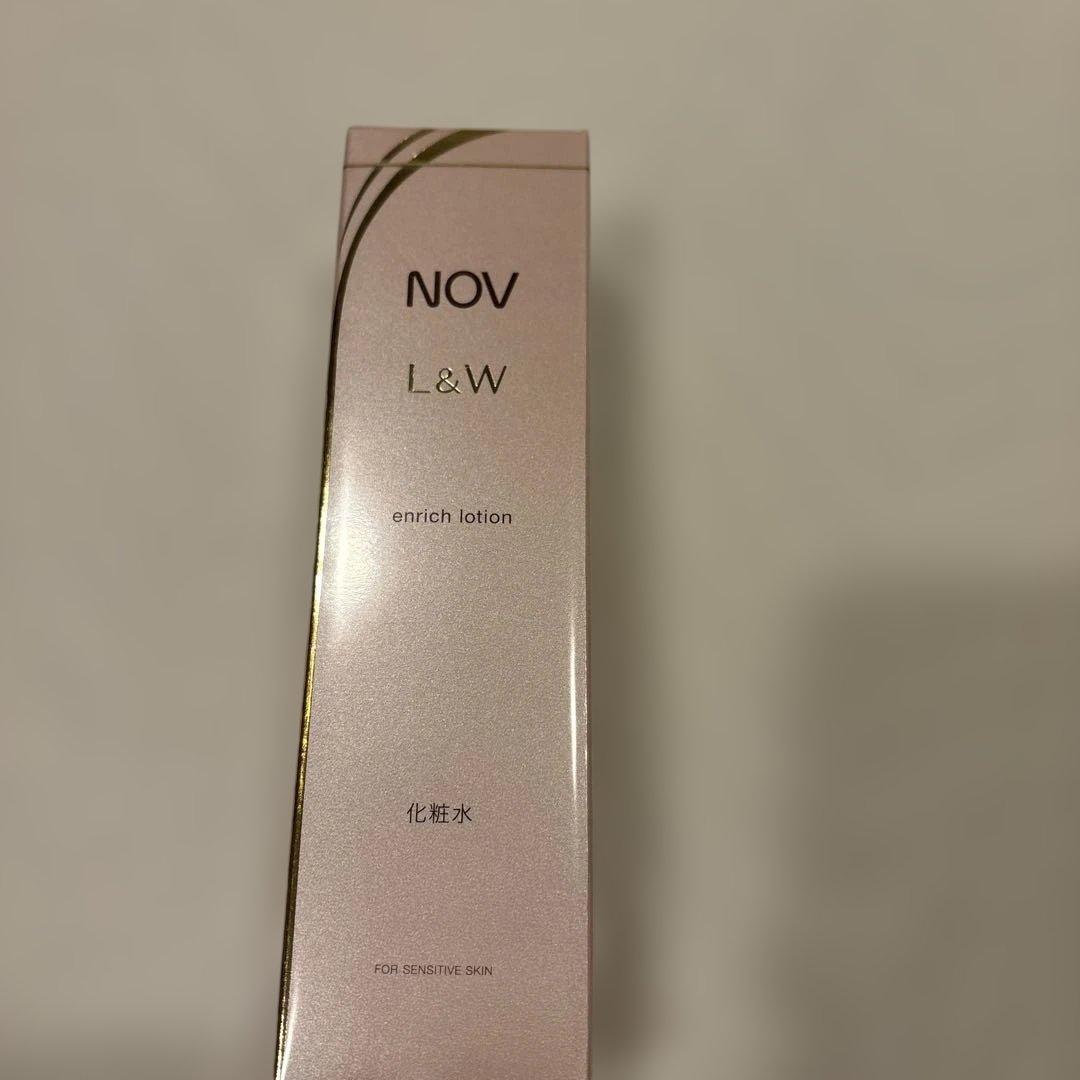 NOV
L&W
enrich lotion
化粧水
FOR SENSITIVE SKIN